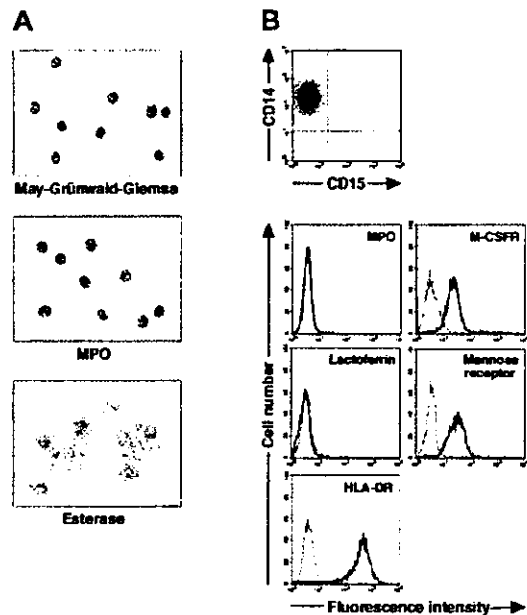 A
B
CD14
CD15
May-Grünwald-Giemsa
MPO
Esterase
MPO
M-CSFR
Lactoferrin
Mannose
receptor
HLA-DR
Cell number
Fluorescence intensity